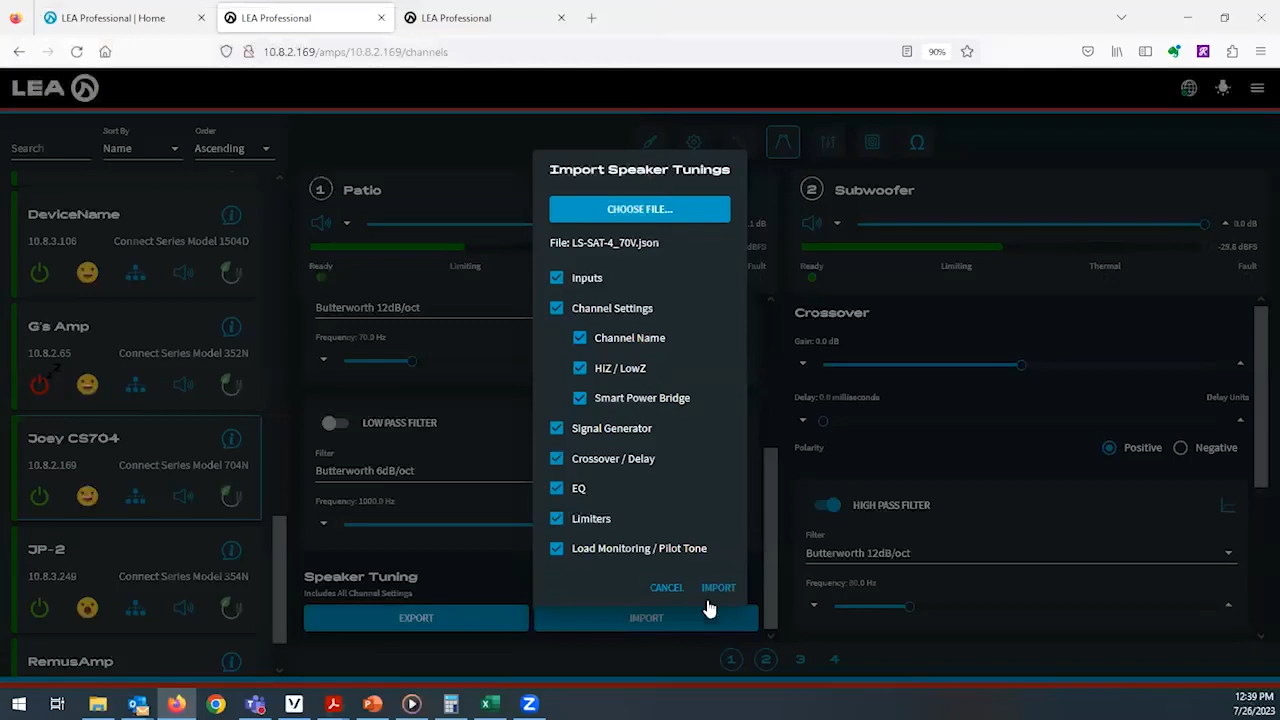 LEA Professional | Home
LEA Professional
LEA Professional
10.8.2.169/amps/10.8.2.169/channels
90%
LEA
Search
Sort By
Name
Order
Ascending
DeviceName
10.8.3.106
Connect Series Model 1504D
G's Amp
10.8.2.65
Connect Series Model 352N
Joey CS704
10.8.2.169
Connect Series Model 704N
JP-2
10.8.3.249
Connect Series Model 354N
RemusAmp
1
Patio
.1 dB
dBFS
Ready
Limiting
Fault
Butterworth 12dB/oct
Frequency: 70.0 Hz
LOW PASS FILTER
Filter
Butterworth 6dB/oct
Frequency: 1000.0 Hz
Speaker Tuning
Includes All Channel Settings
EXPORT
IMPORT
Import Speaker Tunings
CHOOSE FILE...
File: LS-SAT-4_70V.json
Inputs
Channel Settings
Channel Name
HiZ / LowZ
Smart Power Bridge
Signal Generator
Crossover / Delay
EQ
Limiters
Load Monitoring / Pilot Tone
CANCEL
IMPORT
2
Subwoofer
0.0 dB
-29.6 dBFS
Ready
Limiting
Thermal
Fault
Crossover
Gain: 0.0 dB
Delay: 0.0 milliseconds
Delay Units
Polarity
Positive
Negative
HIGH PASS FILTER
Filter
Butterworth 12dB/oct
Frequency: 80.0 Hz
1
2
3
4
12:39 PM
7/26/2023